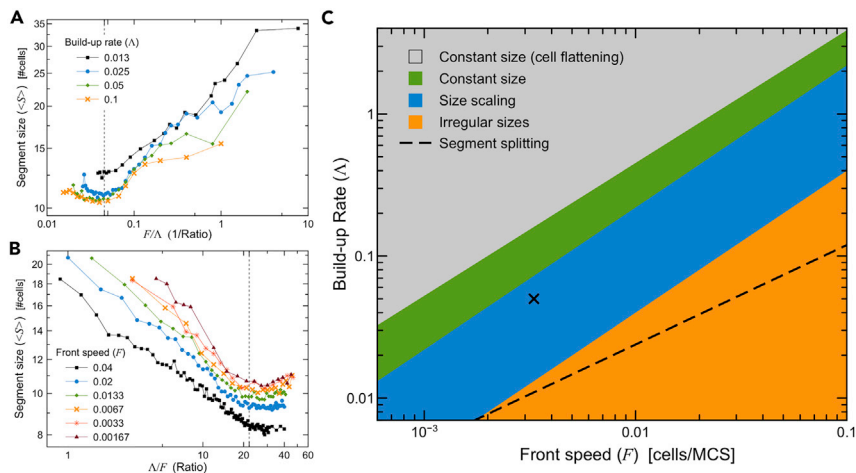 A
Segment size (<S>) [#cells]
35
30
25
20
15
10
Build-up rate (Λ)
0.013
0.025
0.05
0.1
0.01
0.1
1
10
F/Λ (1/Ratio)
B
Segment size (<S>) [#cells]
20
18
16
14
12
10
8
Front speed (F)
0.04
0.02
0.0133
0.0067
0.0033
0.00167
1
10
20
40
60
Λ/F (Ratio)
C
Build-up Rate (Λ)
1
0.1
0.01
Constant size (cell flattening)
Constant size
Size scaling
Irregular sizes
Segment splitting
10⁻³
0.01
0.1
Front speed (F) [cells/MCS]